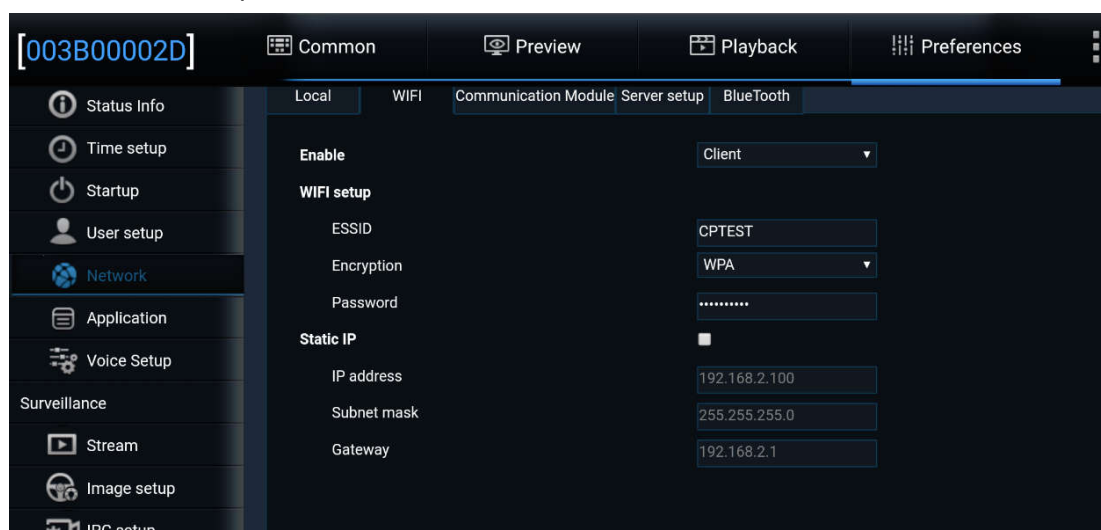 [003B00002D]
Common
Preview
Playback
Preferences
Status Info
Time setup
Startup
User setup
Network
Application
Voice Setup
Surveillance
Stream
Image setup
IPC setup
Local
WIFI
Communication Module
Server setup
BlueTooth
Enable
Client
WIFI setup
ESSID
CPTEST
Encryption
WPA
Password
••••••••••
Static IP
IP address
192.168.2.100
Subnet mask
255.255.255.0
Gateway
192.168.2.1